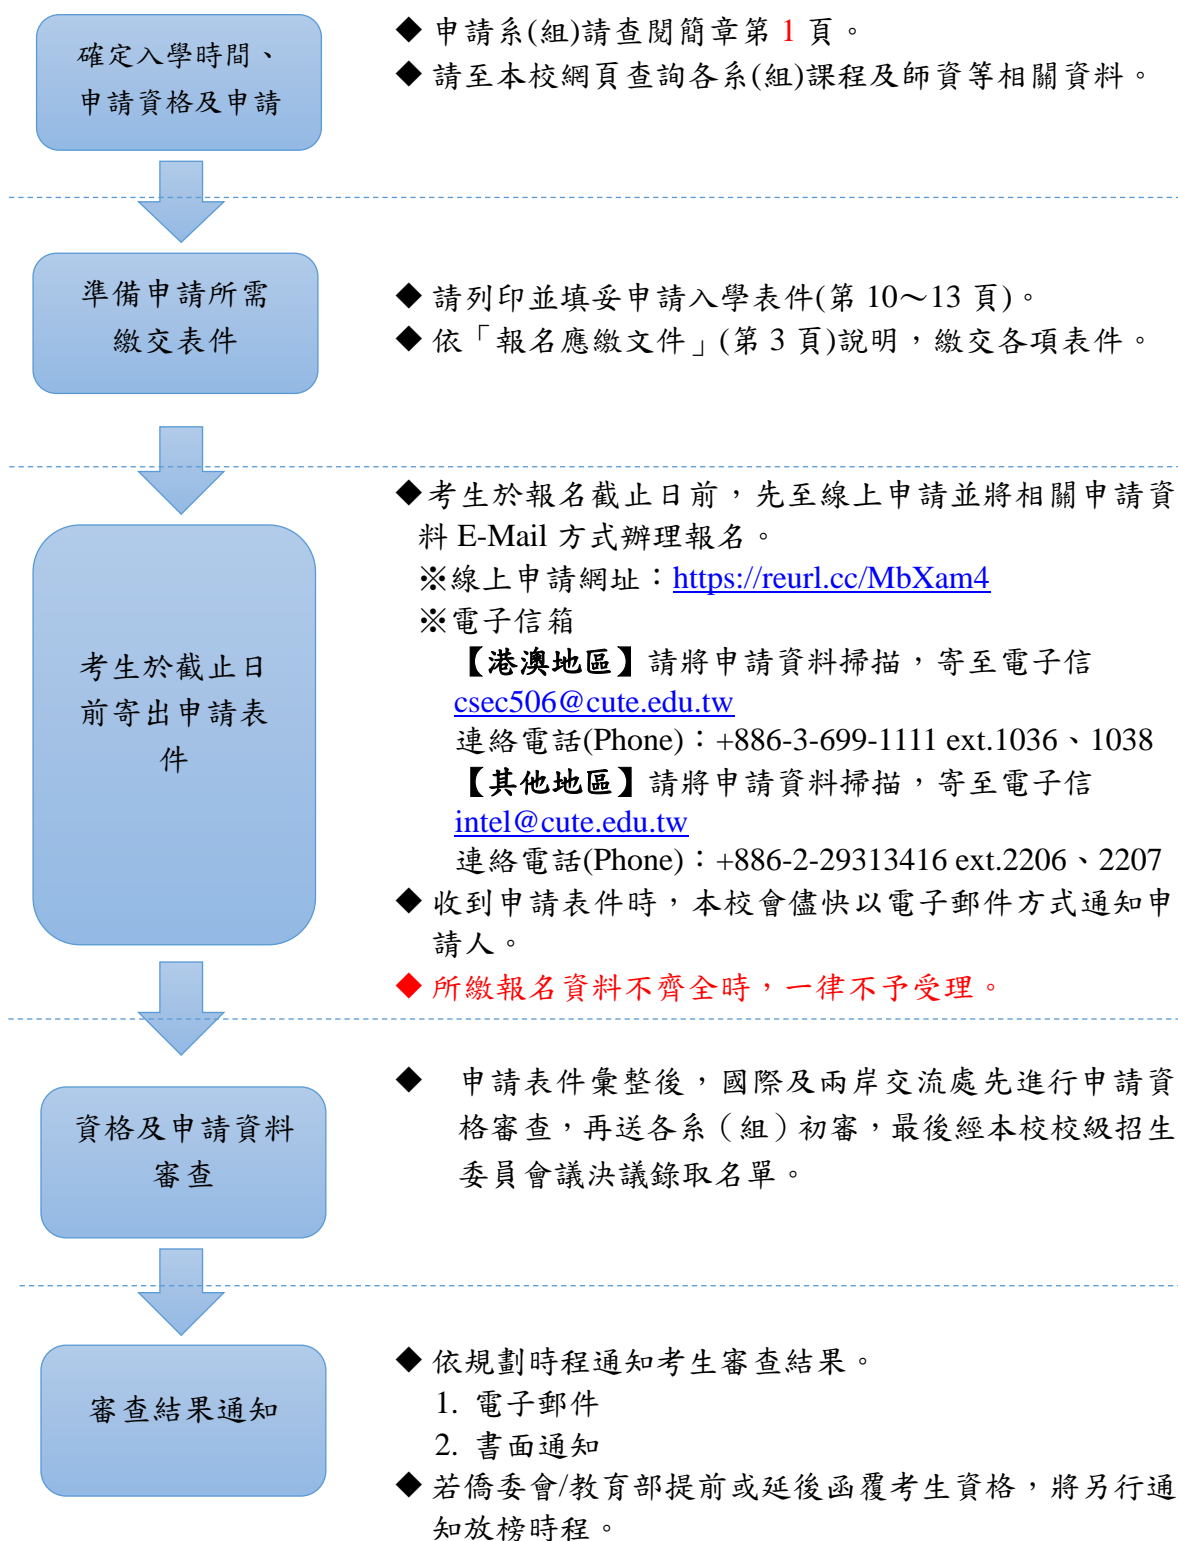 確定入學時間、
申請資格及申請
◆ 申請系(組)請查閱簡章第 1 頁。
◆ 請至本校網頁查詢各系(組)課程及師資等相關資料。
準備申請所需
繳交表件
◆ 請列印並填妥申請入學表件(第 10～13 頁)。
◆ 依「報名應繳文件」(第 3 頁)說明，繳交各項表件。
考生於截止日
前寄出申請表
件
◆考生於報名截止日前，先至線上申請並將相關申請資
料 E-Mail 方式辦理報名。
※線上申請網址：https://reurl.cc/MbXam4
※電子信箱
【港澳地區】請將申請資料掃描，寄至電子信
csec506@cute.edu.tw
連絡電話(Phone)：+886-3-699-1111 ext.1036、1038
【其他地區】請將申請資料掃描，寄至電子信
intel@cute.edu.tw
連絡電話(Phone)：+886-2-29313416 ext.2206、2207
◆ 收到申請表件時，本校會儘快以電子郵件方式通知申
請人。
◆ 所繳報名資料不齊全時，一律不予受理。
資格及申請資料
審查
◆ 申請表件彙整後，國際及兩岸交流處先進行申請資
格審查，再送各系（組）初審，最後經本校校級招生
委員會議決議錄取名單。
審查結果通知
◆ 依規劃時程通知考生審查結果。
1. 電子郵件
2. 書面通知
◆ 若僑委會/教育部提前或延後函覆考生資格，將另行通
知放榜時程。